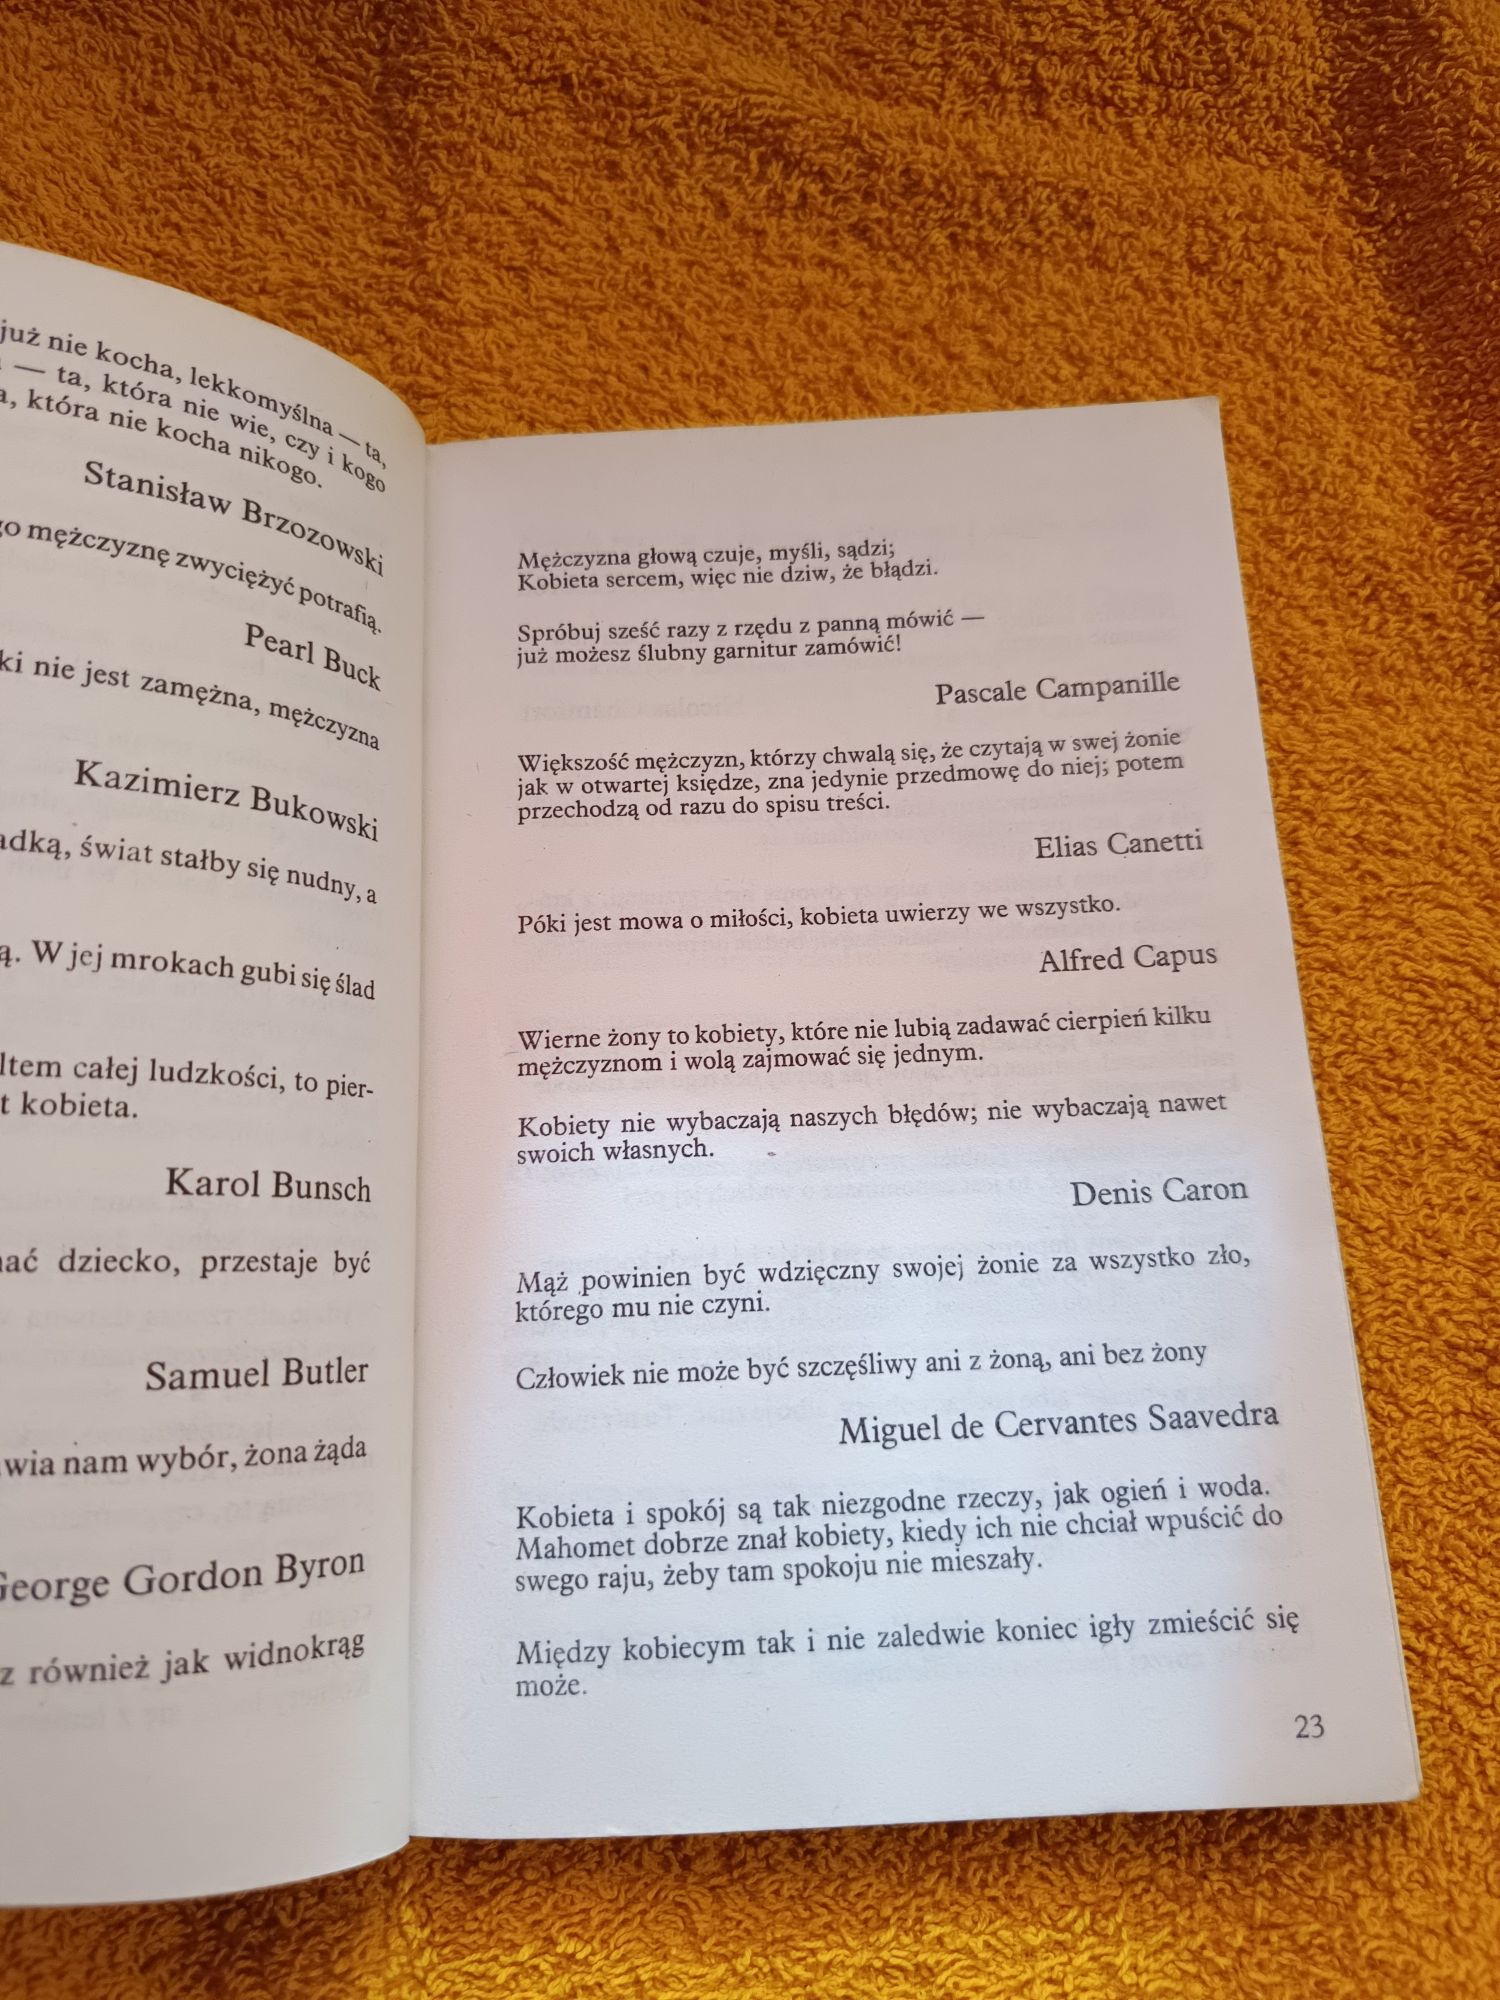 już nie kocha, lekkomyślna — ta,
— ta, która nie wie, czy i kogo
która nie kocha nikogo.
Stanisław Brzozowski
mężczyznę zwyciężyć potrafią.
Pearl Buck
nie jest zamężna, mężczyzna
Kazimierz Bukowski
świat stałby się nudny, a
W jej mrokach gubi się ślad
całej ludzkości, to pier-
kobieta.
Karol Bunsch
dziecko, przestaje być
Samuel Butler
nam wybór, żona żąda
George Gordon Byron
również jak widnokrąg
Mężczyzna głową czuje, myśli, sądzi;
Kobieta sercem, więc nie dziw, że błądzi.
Spróbuj sześć razy z rzędu z panną mówić —
już możesz ślubny garnitur zamówić!
Pascale Campanille
Większość mężczyzn, którzy chwalą się, że czytają w swej żonie
jak w otwartej księdze, zna jedynie przedmowę do niej; potem
przechodzą od razu do spisu treści.
Elias Canetti
Póki jest mowa o miłości, kobieta uwierzy we wszystko.
Alfred Capus
Wierne żony to kobiety, które nie lubią zadawać cierpień kilku
mężczyznom i wolą zajmować się jednym.
Kobiety nie wybaczają naszych błędów; nie wybaczają nawet
swoich własnych.
Denis Caron
Mąż powinien być wdzięczny swojej żonie za wszystko zło,
którego mu nie czyni.
Człowiek nie może być szczęśliwy ani z żoną, ani bez żony
Miguel de Cervantes Saavedra
Kobieta i spokój są tak niezgodne rzeczy, jak ogień i woda.
Mahomet dobrze znał kobiety, kiedy ich nie chciał wpuścić do
swego raju, żeby tam spokoju nie mieszały.
Między kobiecym tak i nie zaledwie koniec igły zmieścić się
może.
23